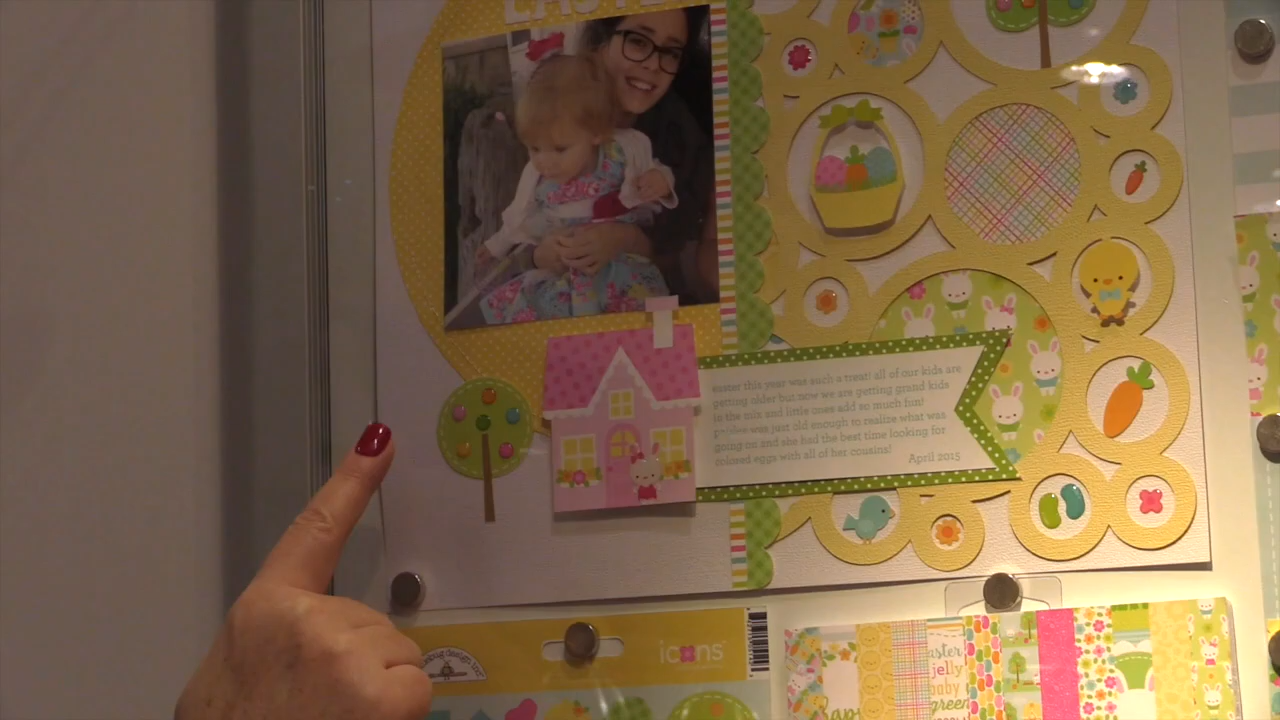 EASTE
easter this year was such a treat! all of our kids are
getting older but now we are getting grand kids
in the mix and little ones add so much fun!
was just old enough to realize what was
going on and she had the best time looking for
colored eggs with all of her cousins!
April 2015
design
icons
easter
jelly
baby
green